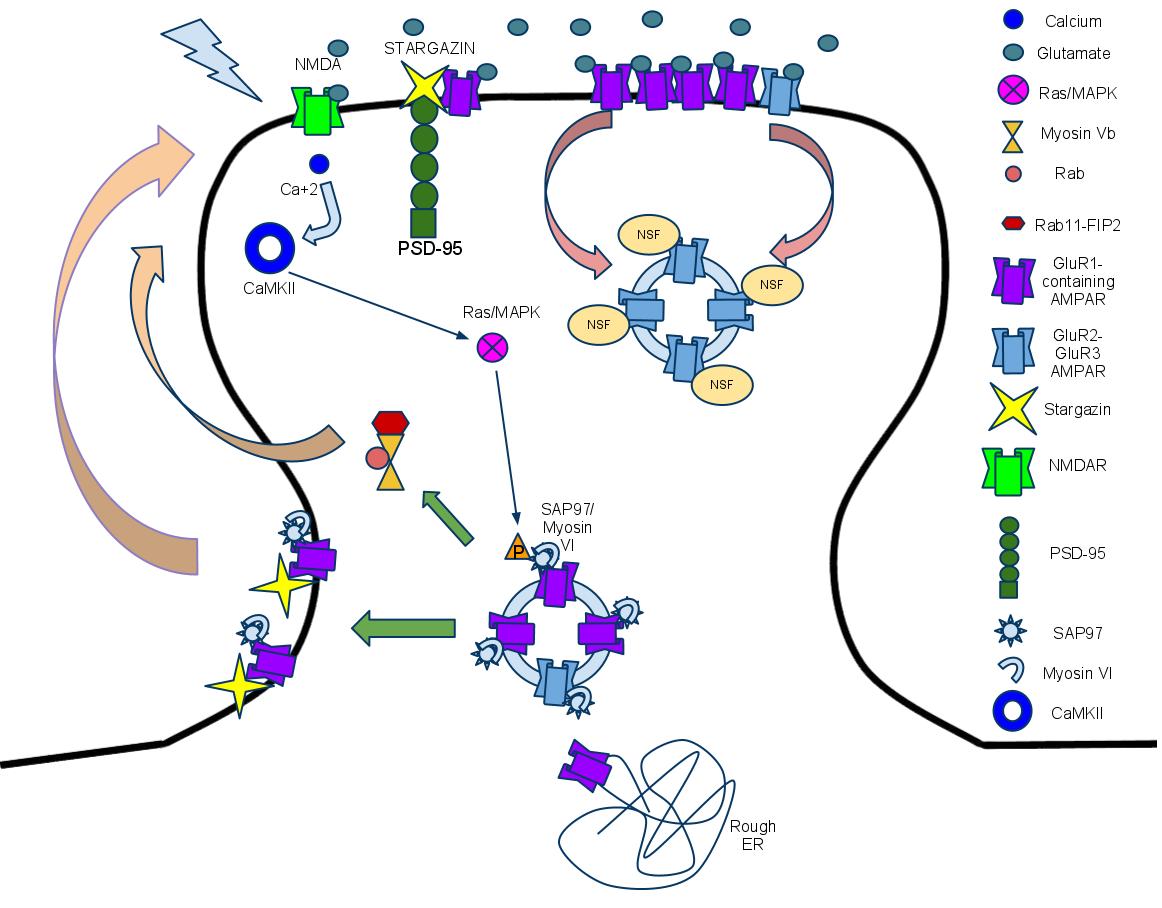 STARGAZIN
NMDA
Ca+2
PSD-95
CaMKII
Ras/MAPK
NSF
NSF
NSF
NSF
SAP97/
Myosin
VI
P
Rough
ER
Calcium
Glutamate
Ras/MAPK
Myosin Vb
Rab
Rab11-FIP2
GluR1-
containing
AMPAR
GluR2-
GluR3
AMPAR
Stargazin
NMDAR
PSD-95
SAP97
Myosin VI
CaMKII